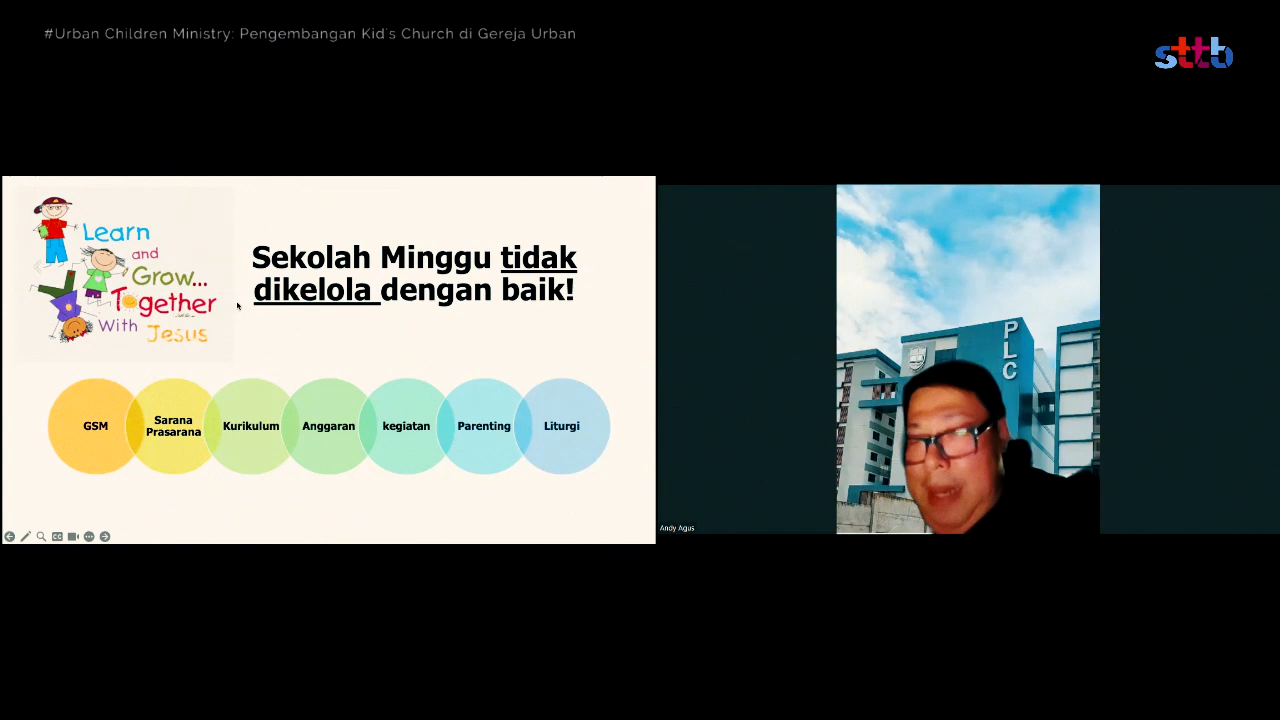 #Urban Children Ministry: Pengembangan Kid's Church di Gereja Urban
sttb
Learn
and
Grow...
Together
With Jesus
Sekolah Minggu tidak
dikelola dengan baik!
GSM
Sarana
Prasarana
Kurikulum
Anggaran
kegiatan
Parenting
Liturgi
PLC
Andy Agus